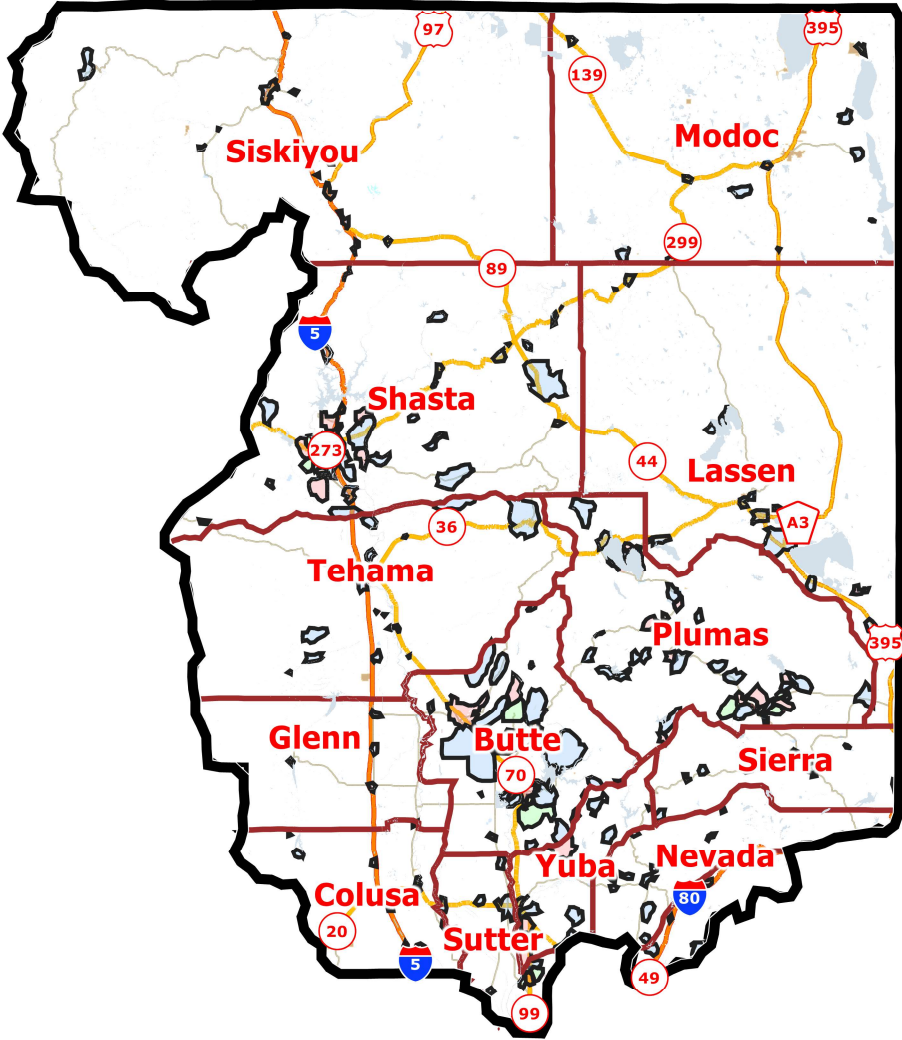 97
395
139
Modoc
Siskiyou
299
89
5
Shasta
273
44
Lassen
A3
36
Tehama
Plumas
395
Glenn
Butte
Sierra
70
Yuba
Nevada
Colusa
80
20
Sutter
5
49
99